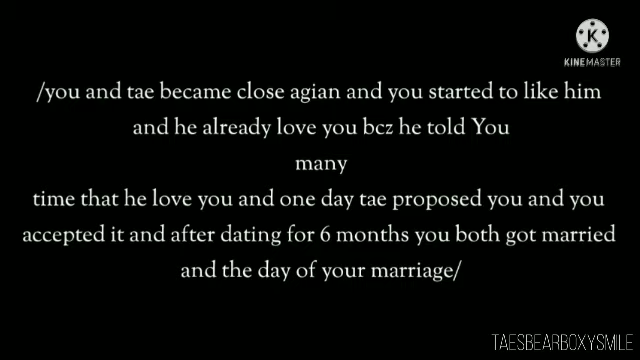 K
KINEMASTER
/you and tae became close agian and you started to like him
and he already love you bcz he told You
many
time that he love you and one day tae proposed you and you
accepted it and after dating for 6 months you both got married
and the day of your marriage/
TAESBEARBOXYSMILE